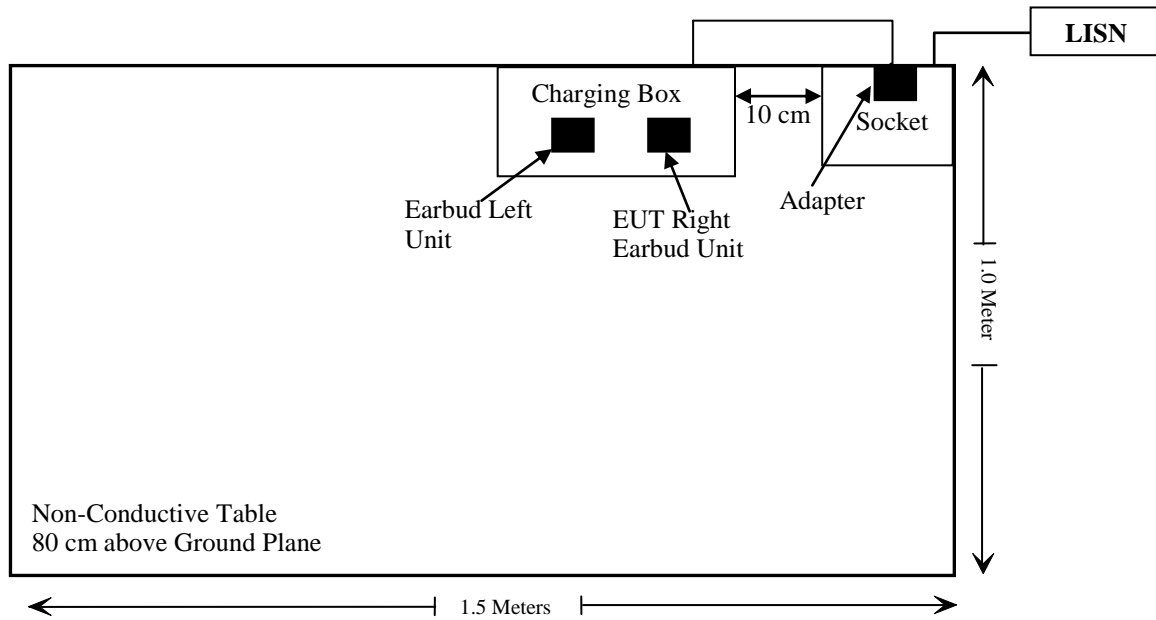 LISN
Charging Box
10 cm
Socket
Earbud Left
Unit
EUT Right
Earbud Unit
Adapter
1.0 Meter
Non-Conductive Table
80 cm above Ground Plane
1.5 Meters